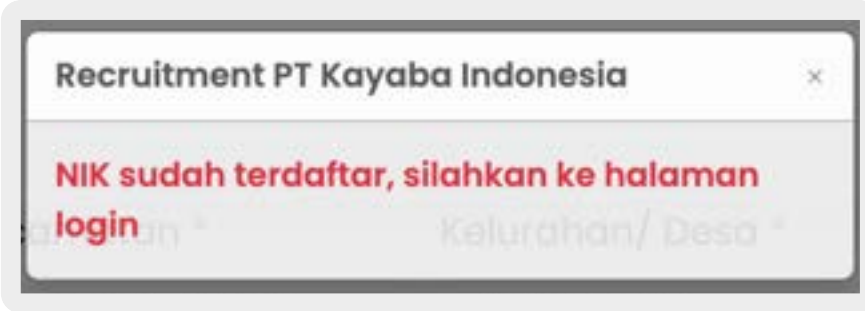 Recruitment PT Kayaba Indonesia ×
NIK sudah terdaftar, silahkan ke halaman
login
Kelurahan/ Desa *